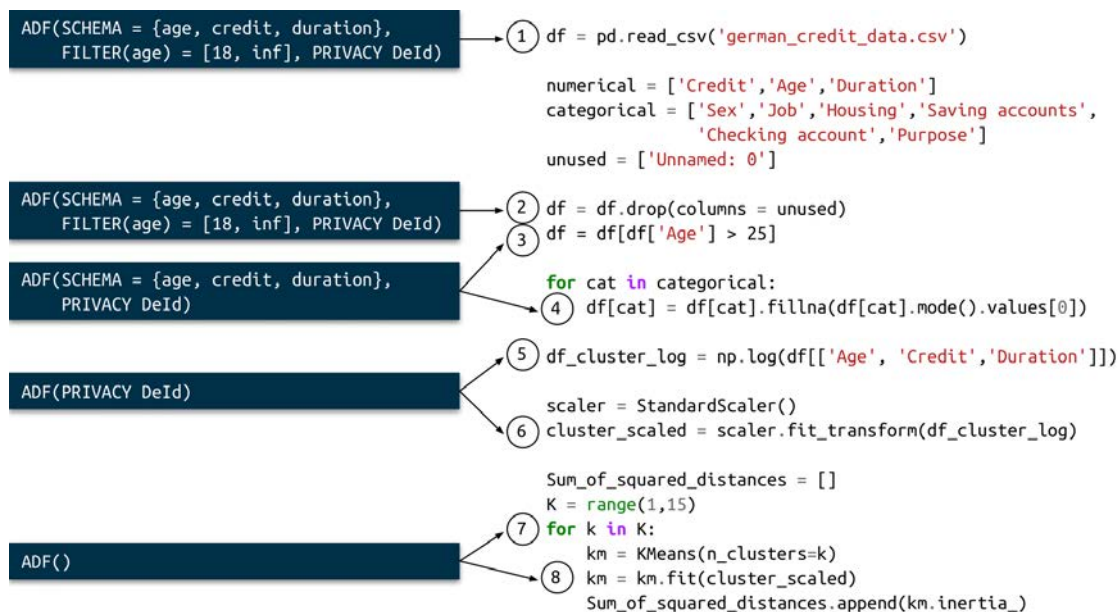 ADF(SCHEMA = {age, credit, duration},
FILTER(age) = [18, inf], PRIVACY DeId)
1 df = pd.read_csv('german_credit_data.csv')
numerical = ['Credit','Age','Duration']
categorical = ['Sex','Job','Housing','Saving accounts',
'Checking account','Purpose']
unused = ['Unnamed: 0']
ADF(SCHEMA = {age, credit, duration},
FILTER(age) = [18, inf], PRIVACY DeId)
2 df = df.drop(columns = unused)
3 df = df[df['Age'] > 25]
ADF(SCHEMA = {age, credit, duration},
PRIVACY DeId)
for cat in categorical:
4 df[cat] = df[cat].fillna(df[cat].mode().values[0])
5 df_cluster_log = np.log(df[['Age', 'Credit','Duration']])
ADF(PRIVACY DeId)
scaler = StandardScaler()
6 cluster_scaled = scaler.fit_transform(df_cluster_log)
Sum_of_squared_distances = []
K = range(1,15)
7 for k in K:
ADF()
km = KMeans(n_clusters=k)
8 km = km.fit(cluster_scaled)
Sum_of_squared_distances.append(km.inertia_)